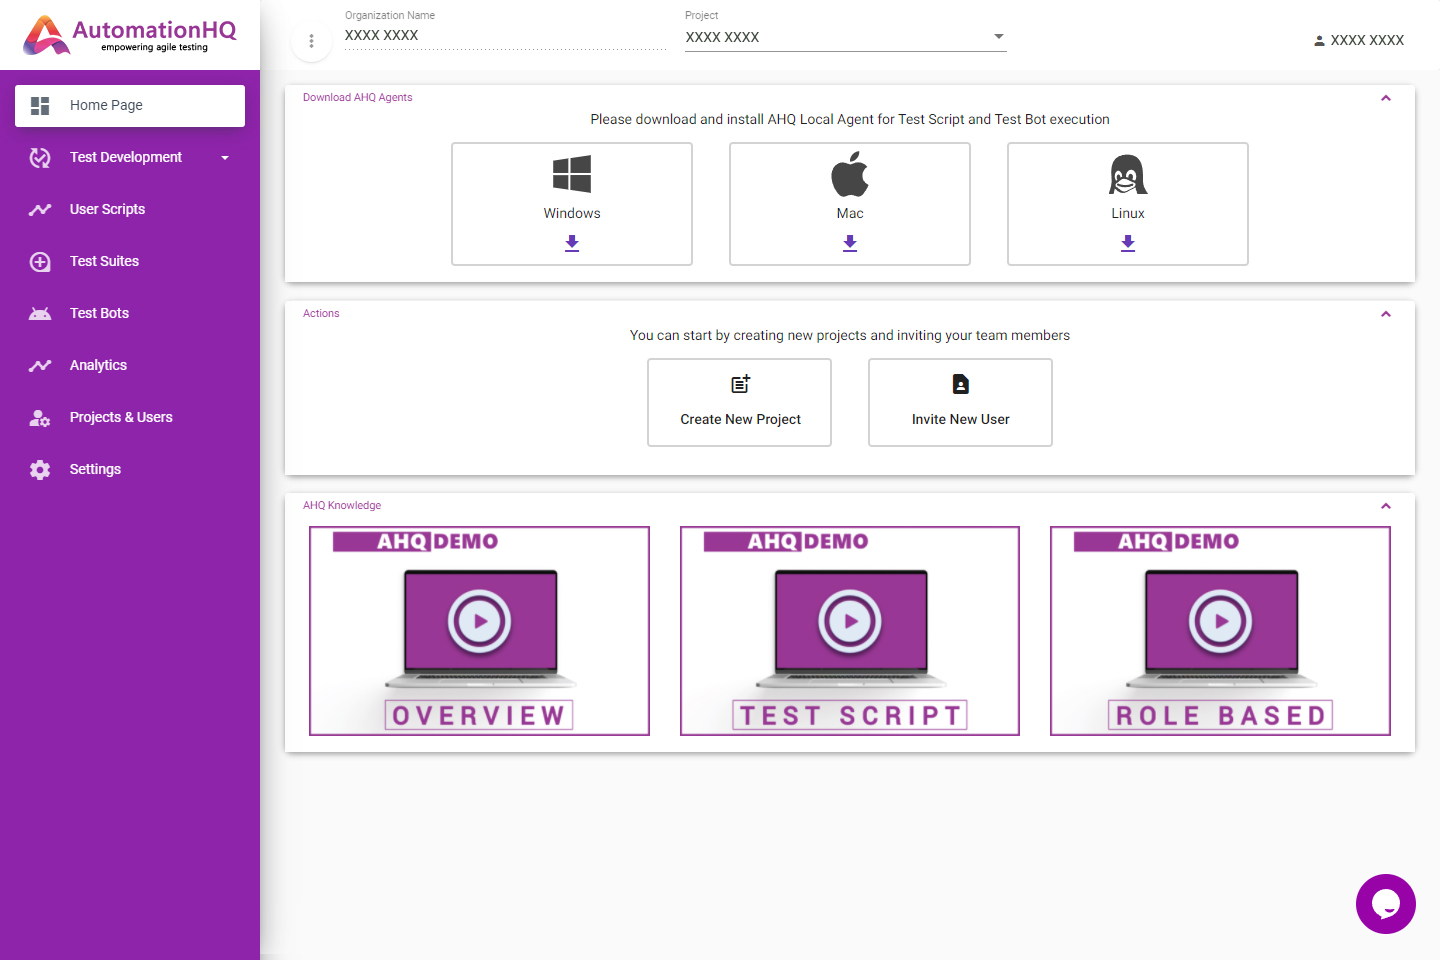 AutomationHQ
empowering agile testing
Organization Name
XXXX XXXX
Project
XXXX XXXX
XXXX XXXX
Home Page
Test Development
User Scripts
Test Suites
Test Bots
Analytics
Projects & Users
Settings
Download AHQ Agents
Please download and install AHQ Local Agent for Test Script and Test Bot execution
Windows
Mac
Linux
Actions
You can start by creating new projects and inviting your team members
Create New Project
Invite New User
AHQ Knowledge
AHQ DEMO
OVERVIEW
AHQ DEMO
TEST SCRIPT
AHQ DEMO
ROLE BASED